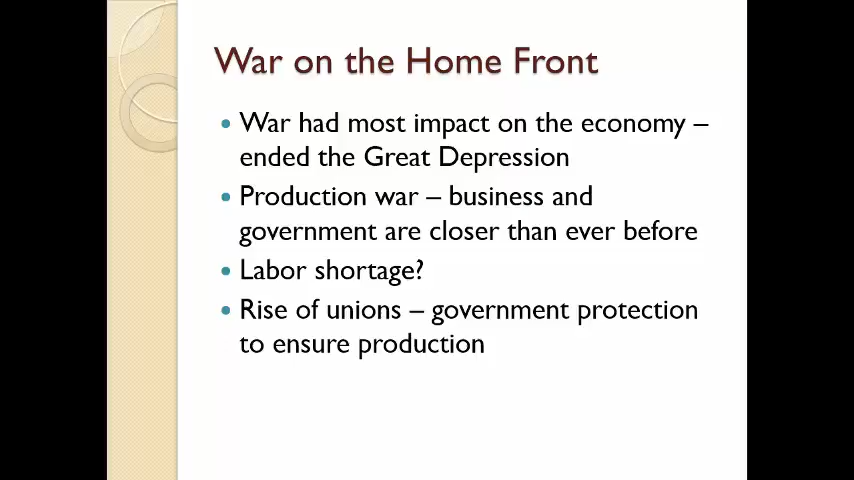 War on the Home Front
• War had most impact on the economy –
ended the Great Depression
• Production war – business and
government are closer than ever before
• Labor shortage?
• Rise of unions – government protection
to ensure production